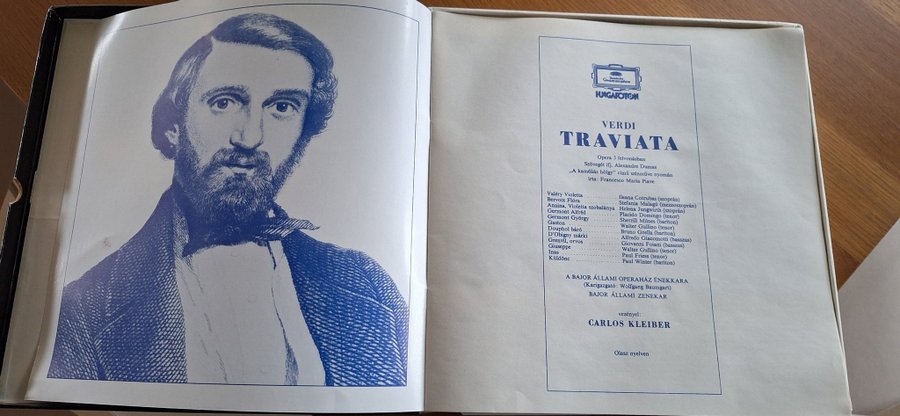 Deutsche
Grammophon
HUNGAROTON
VERDI
TRAVIATA
Opera 3 felvonásban
Szövegét ifj. Alexandre Dumas
„A kaméliás hölgy” című színműve nyomán
írta: Francesco Maria Piave
Valéry Violetta . . . . . . . . . . . . Ileana Cotrubas (szoprán)
Bervoix Flóra . . . . . . . . . . . . Stefania Malagú (mezzoszoprán)
Annina, Violetta szobalánya . . . . Helena Jungwirth (szoprán)
Germont Alfréd . . . . . . . . . . . . Placido Domingo (tenor)
Germont György . . . . . . . . . . . . Sherrill Milnes (bariton)
Gaston . . . . . . . . . . . . Walter Gullino (tenor)
Douphol báró . . . . . . . . . . . . Bruno Grella (bariton)
D'Obigny márki . . . . . . . . . . . . Alfredo Giacomotti (basszus)
Grenvil, orvos . . . . . . . . . . . . Giovanni Foiani (basszus)
Giuseppe . . . . . . . . . . . . Walter Gullino (tenor)
Inas . . . . . . . . . . . . Paul Friess (tenor)
Küldönc . . . . . . . . . . . . Paul Winter (bariton)
A BAJOR ÁLLAMI OPERAHÁZ ÉNEKKARA
(Karigazgató: Wolfgang Baumgart)
BAJOR ÁLLAMI ZENEKAR
vezényel:
CARLOS KLEIBER
Olasz nyelven